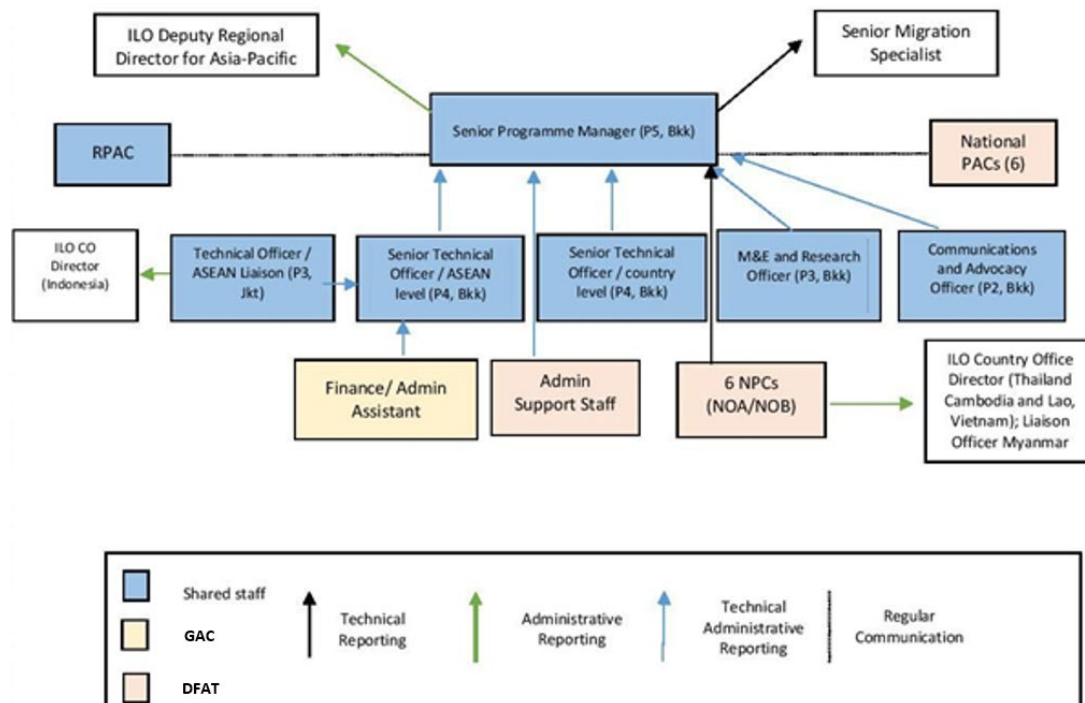 ILO Deputy Regional
Director for Asia-Pacific
Senior Migration
Specialist
Senior Programme Manager (P5, Bkk)
RPAC
National
PACs (6)
ILO CO
Director
(Indonesia)
Technical Officer /
ASEAN Liaison (P3,
Jkt)
Senior Technical
Officer / ASEAN
level (P4, Bkk)
Senior Technical
Officer / country
level (P4, Bkk)
M&E and Research
Officer (P3, Bkk)
Communications
and Advocacy
Officer (P2, Bkk)
Finance/ Admin
Assistant
Admin
Support Staff
6 NPCs
(NOA/NOB)
ILO Country Office
Director (Thailand
Cambodia and Lao,
Vietnam); Liaison
Officer Myanmar
Shared staff
GAC
DFAT
Technical
Reporting
Administrative
Reporting
Technical
Administrative
Reporting
Regular
Communication